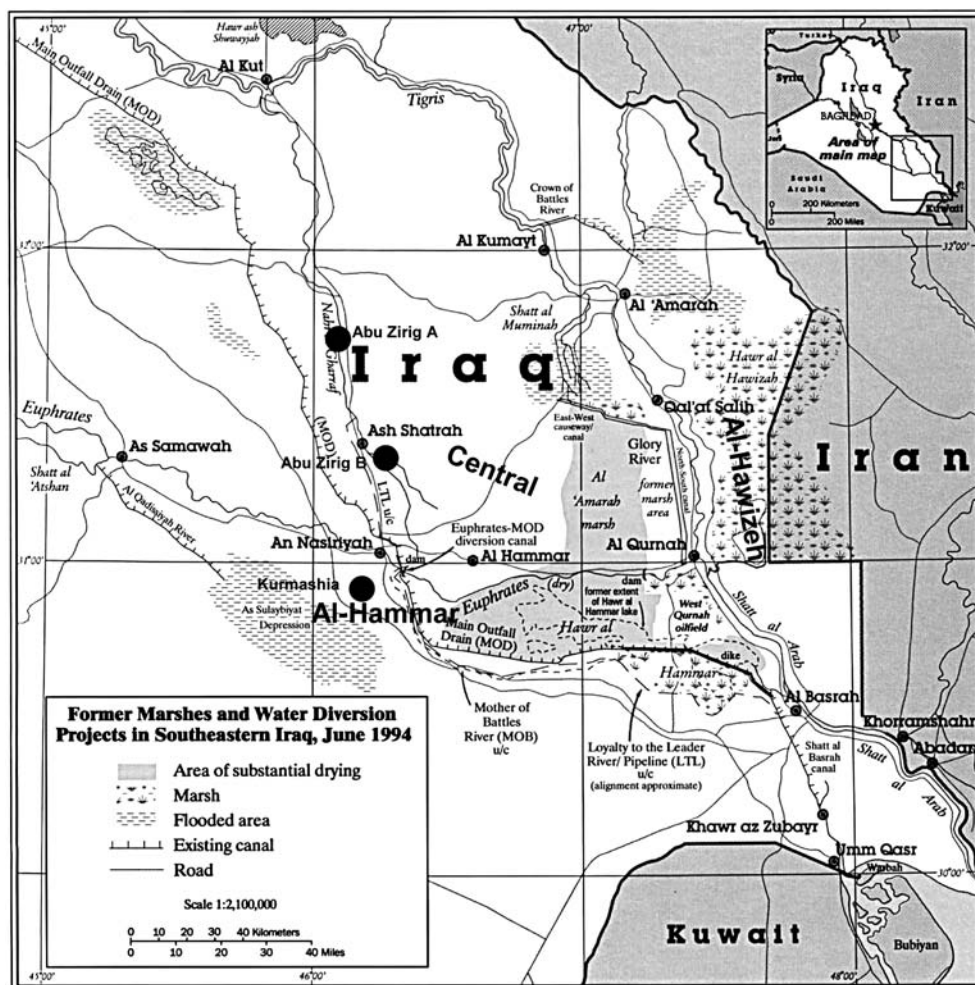 45°00'
47°00'
Hawr ash
Shuwayjah
Al Kut
Main Outfall Drain (MOD)
Tigris
Turkey
Syria
Iraq
Iran
BAGHDAD
Area of
main map
Saudi
Arabia
Kuwait
0 200 Kilometers
0 200 Miles
Crown of
Battles
River
32°00'
Al Kumayt
32°00'
Al 'Amarah
Shatt al
Muminah
Nahr Gharraf
Abu Zirig A
Iraq
Hawr al
Hawizah
Qal'at Salih
Euphrates
As Samawah
Shatt al
'Atshan
Al Qadissiyah River
(MOD)
Ash Shatrah
Abu Zirig B
LTL u/c
Central
East-West
causeway/
canal
Glory
River
Al
'Amarah
marsh
former
marsh
area
North-South canal
Al-Hawizeh
Iran
Euphrates-MOD
diversion canal
An Nasiriyah
dam
Al Hammar
Al Qurnah
31°00'
31°00'
Kurmashia
Al-Hammar
As Sulaybiyat
Depression
Euphrates
(dry)
dam
former extent
of Hawr al
Hammar lake
West
Qurnah
oilfield
Shatt al Arab
Main Outfall
Drain (MOD)
Hawr al
Hammar
dike
Al Basrah
Mother of
Battles
River (MOB)
u/c
Loyalty to the Leader
River/ Pipeline (LTL)
u/c
(alignment approximate)
Khorramshahr
Abadan
Shatt al
Basrah
canal
Shatt al Arab
Khawr az Zubayr
Umm Qasr
Warbah
30°00'
Kuwait
Bubiyan
Former Marshes and Water Diversion
Projects in Southeastern Iraq, June 1994
Area of substantial drying
Marsh
Flooded area
Existing canal
Road
Scale 1:2,100,000
0 10 20 30 40 Kilometers
0 10 20 30 40 Miles
45°00'
46°00'
48°00'